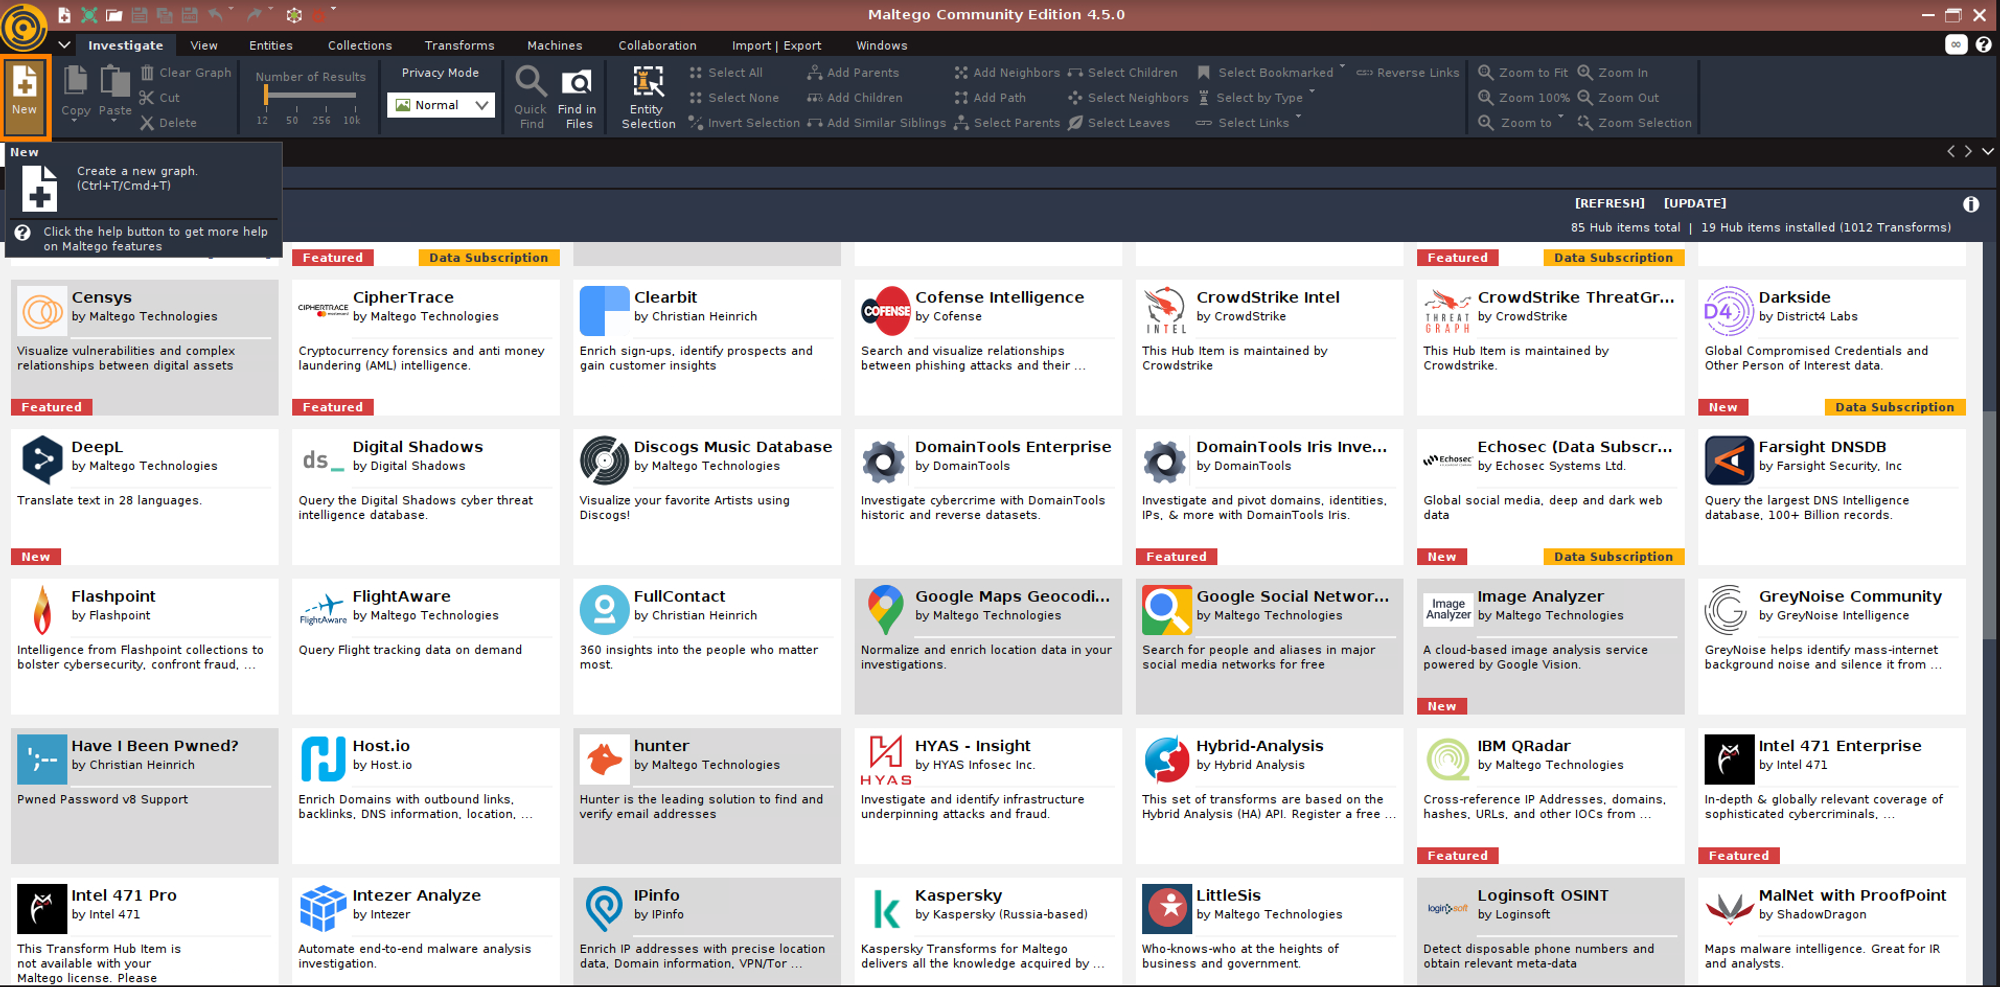 Maltego Community Edition 4.5.0
Investigate View Entities Collections Transforms Machines Collaboration Import | Export Windows
New
Copy
Paste
Clear Graph
Cut
Delete
Number of Results
12 50 256 10k
Privacy Mode
Normal
Quick Find
Find in Files
Entity Selection
Select All
Select None
Invert Selection
Add Parents
Add Children
Add Similar Siblings
Add Neighbors
Add Path
Select Parents
Select Children
Select Neighbors
Select Leaves
Select Bookmarked
Select by Type
Select Links
Reverse Links
Zoom to Fit
Zoom 100%
Zoom to
Zoom In
Zoom Out
Zoom Selection
New
Create a new graph.
(Ctrl+T/Cmd+T)
Click the help button to get more help
on Maltego features
[REFRESH] [UPDATE]
85 Hub items total | 19 Hub items installed (1012 Transforms)
Featured Data Subscription
Featured Data Subscription
Censys
by Maltego Technologies
Visualize vulnerabilities and complex
relationships between digital assets
Featured
CIPHERTRACE
CipherTrace
by Maltego Technologies
Cryptocurrency forensics and anti money
laundering (AML) intelligence.
Featured
Clearbit
by Christian Heinrich
Enrich sign-ups, identify prospects and
gain customer insights
COFENSE
Cofense Intelligence
by Cofense
Search and visualize relationships
between phishing attacks and their ...
INTEL
CrowdStrike Intel
by CrowdStrike
This Hub Item is maintained by
Crowdstrike
THREAT
GRAPH
CrowdStrike ThreatGr...
by CrowdStrike
This Hub Item is maintained by
Crowdstrike.
D4
Darkside
by District4 Labs
Global Compromised Credentials and
Other Person of Interest data.
New Data Subscription
DeepL
by Maltego Technologies
Translate text in 28 languages.
New
ds_
Digital Shadows
by Digital Shadows
Query the Digital Shadows cyber threat
intelligence database.
Discogs Music Database
by Maltego Technologies
Visualize your favorite Artists using
Discogs!
DomainTools Enterprise
by DomainTools
Investigate cybercrime with DomainTools
historic and reverse datasets.
DomainTools Iris Inve...
by DomainTools
Investigate and pivot domains, identities,
IPs, & more with DomainTools Iris.
Featured
Echosec
Echosec (Data Subscr...
by Echosec Systems Ltd.
Global social media, deep and dark web
data
New Data Subscription
Farsight DNSDB
by Farsight Security, Inc
Query the largest DNS Intelligence
database, 100+ Billion records.
Flashpoint
by Flashpoint
Intelligence from Flashpoint collections to
bolster cybersecurity, confront fraud, ...
FlightAware
FlightAware
by Maltego Technologies
Query Flight tracking data on demand
FullContact
by Christian Heinrich
360 insights into the people who matter
most.
Google Maps Geocodi...
by Maltego Technologies
Normalize and enrich location data in your
investigations.
Google Social Networ...
by Maltego Technologies
Search for people and aliases in major
social media networks for free
Image
Analyzer
Image Analyzer
by Maltego Technologies
A cloud-based image analysis service
powered by Google Vision.
New
GreyNoise Community
by GreyNoise Intelligence
GreyNoise helps identify mass-internet
background noise and silence it from ...
';--
Have I Been Pwned?
by Christian Heinrich
Pwned Password v8 Support
Host.io
by Host.io
Enrich Domains with outbound links,
backlinks, DNS information, location, ...
hunter
by Maltego Technologies
Hunter is the leading solution to find and
verify email addresses
HYAS
HYAS - Insight
by HYAS Infosec Inc.
Investigate and identify infrastructure
underpinning attacks and fraud.
Hybrid-Analysis
by Hybrid Analysis
This set of transforms are based on the
Hybrid Analysis (HA) API. Register a free ...
IBM QRadar
by Maltego Technologies
Cross-reference IP Addresses, domains,
hashes, URLs, and other IOCs from ...
Featured
Intel 471 Enterprise
by Intel 471
In-depth & globally relevant coverage of
sophisticated cybercriminals, ...
Featured
Intel 471 Pro
by Intel 471
This Transform Hub Item is
not available with your
Maltego license. Please
Intezer Analyze
by Intezer
Automate end-to-end malware analysis
investigation.
IPinfo
by IPinfo
Enrich IP addresses with precise location
data, Domain information, VPN/Tor ...
Kaspersky
by Kaspersky (Russia-based)
Kaspersky Transforms for Maltego
delivers all the knowledge acquired by ...
LittleSis
by Maltego Technologies
Who-knows-who at the heights of
business and government.
loginsoft
Loginsoft OSINT
by Loginsoft
Detect disposable phone numbers and
obtain relevant meta-data
MalNet with ProofPoint
by ShadowDragon
Maps malware intelligence. Great for IR
and analysts.